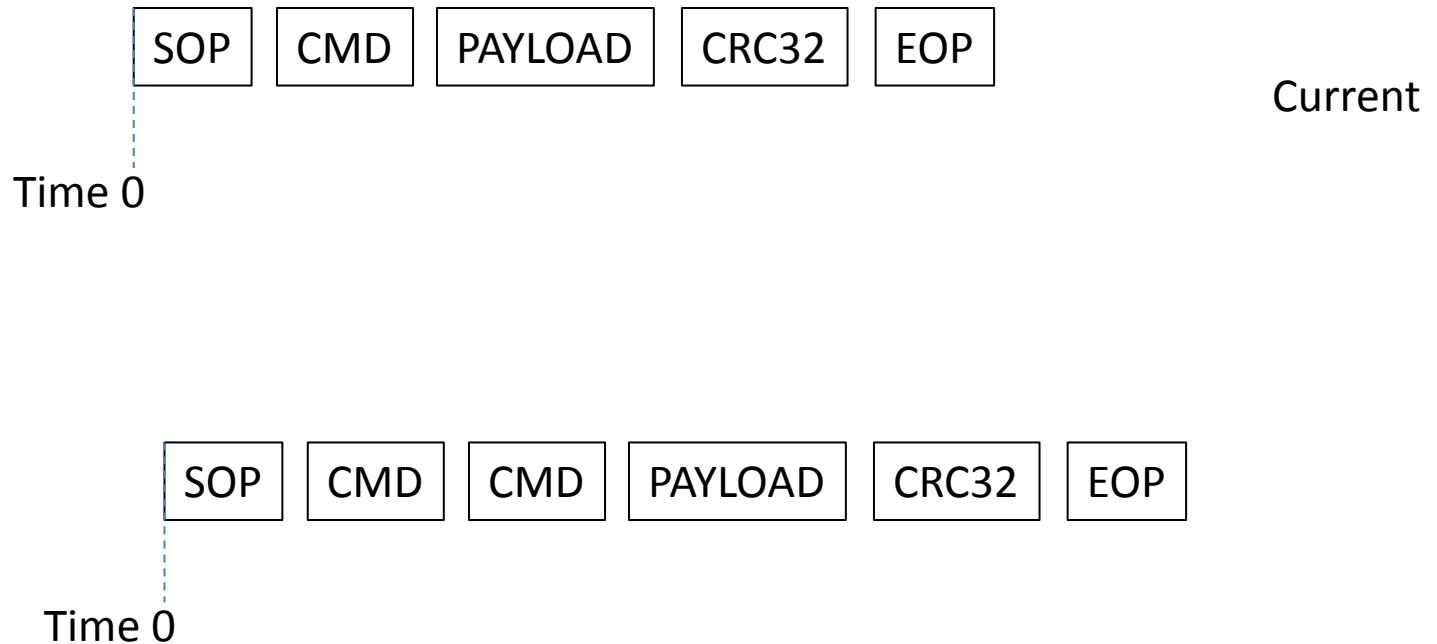 SOP CMD PAYLOAD CRC32 EOP
Current
Time 0
SOP CMD CMD PAYLOAD CRC32 EOP
Time 0